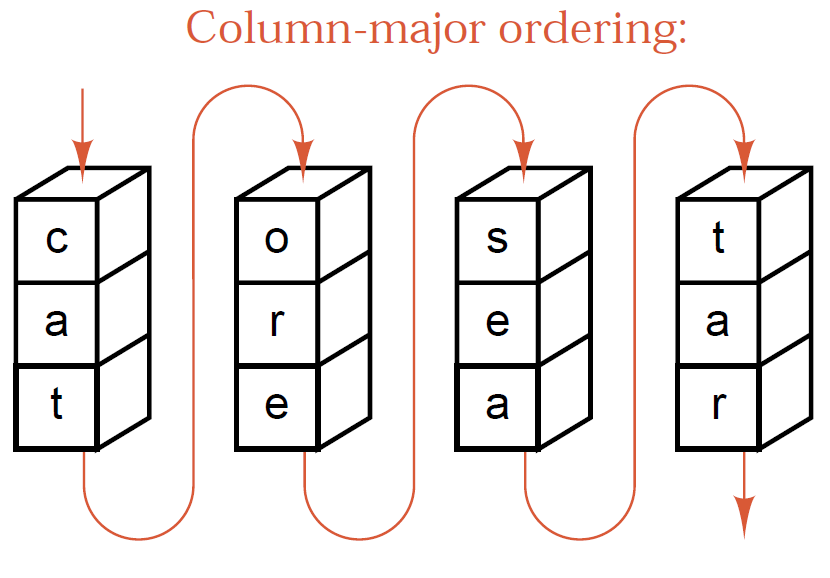 Column-major ordering:
c o s t
a r e a
t e a r